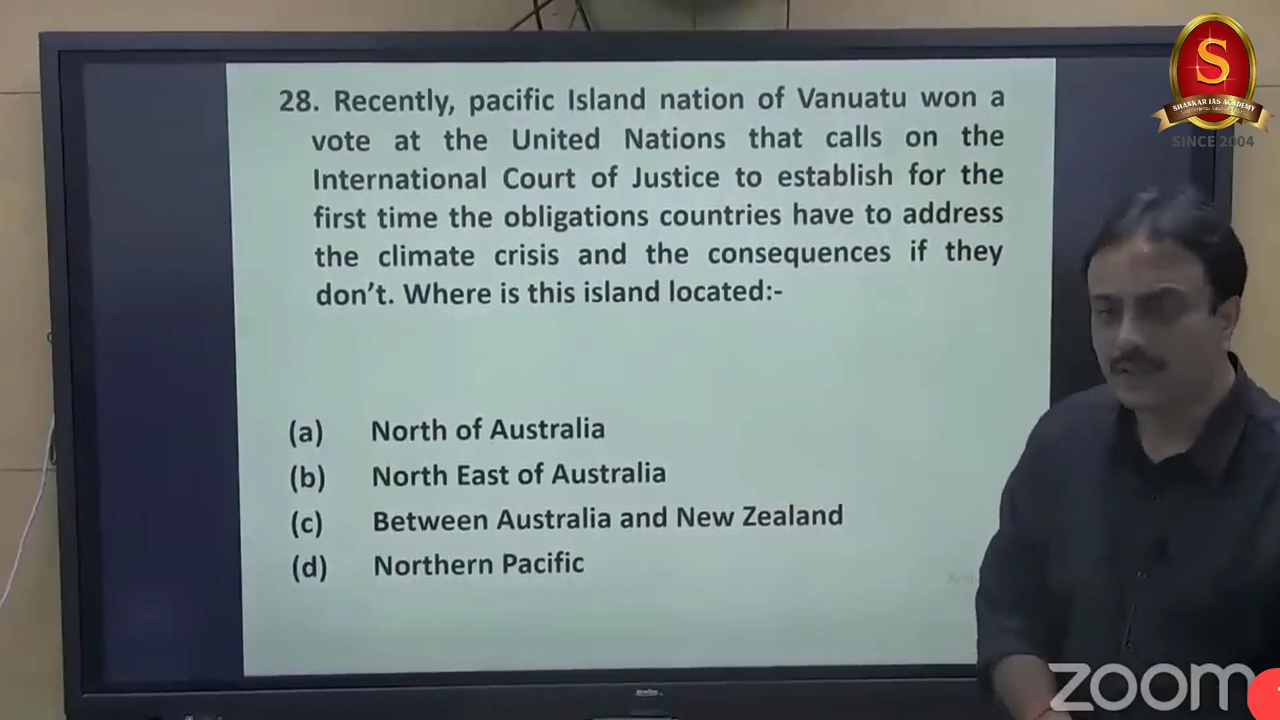 28. Recently, pacific Island nation of Vanuatu won a
vote at the United Nations that calls on the
International Court of Justice to establish for the
first time the obligations countries have to address
the climate crisis and the consequences if they
don’t. Where is this island located:-
(a) North of Australia
(b) North East of Australia
(c) Between Australia and New Zealand
(d) Northern Pacific
S
SHANKAR IAS ACADEMY
SINCE 2004
zoom